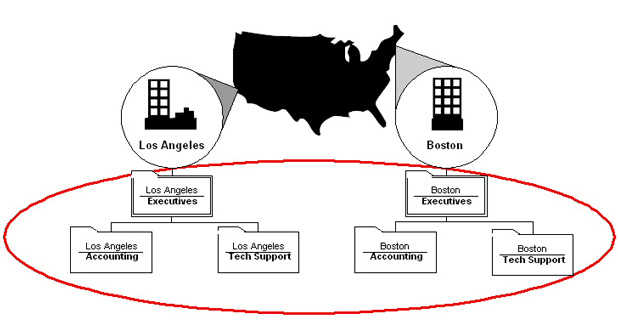 Los Angeles
Boston
Los Angeles
Executives
Boston
Executives
Los Angeles
Accounting
Los Angeles
Tech Support
Boston
Accounting
Boston
Tech Support